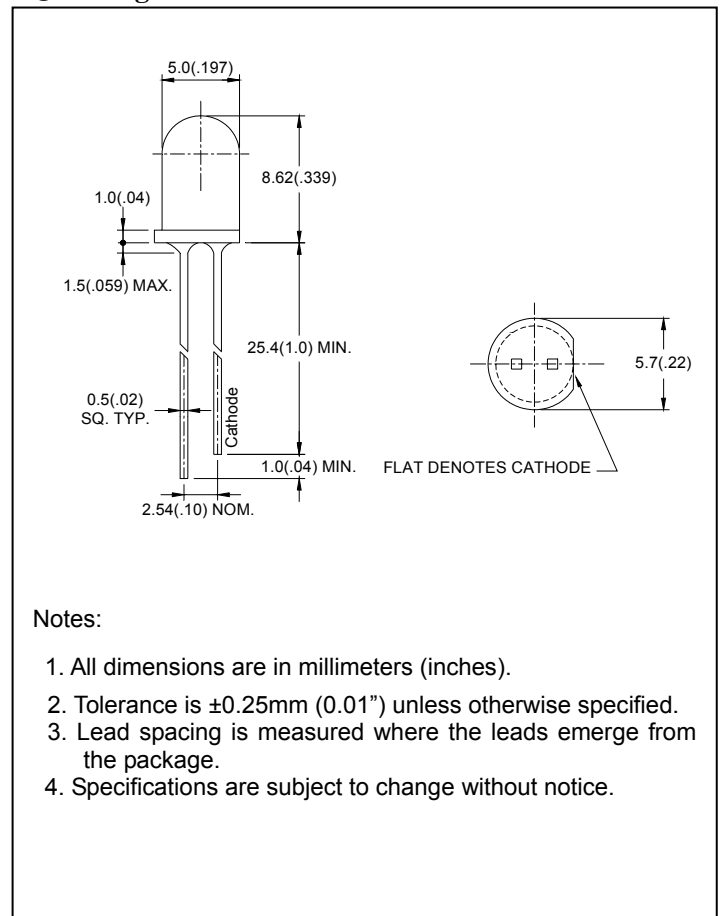 5.0(.197)
8.62(.339)
1.0(.04)
1.5(.059) MAX.
25.4(1.0) MIN.
5.7(.22)
0.5(.02)
SQ. TYP.
Cathode
1.0(.04) MIN.
FLAT DENOTES CATHODE
2.54(.10) NOM.
Notes:
1. All dimensions are in millimeters (inches).
2. Tolerance is ±0.25mm (0.01”) unless otherwise specified.
3. Lead spacing is measured where the leads emerge from
the package.
4. Specifications are subject to change without notice.